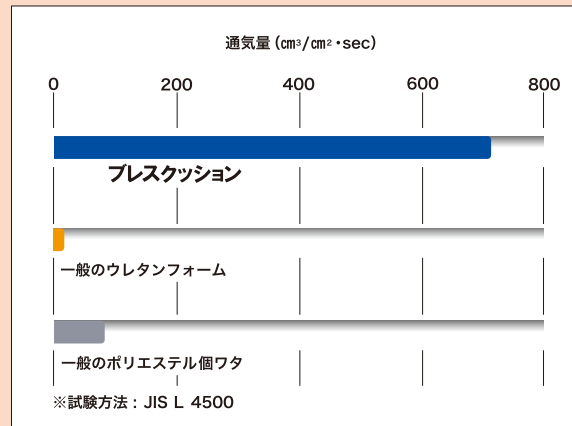 通気量(cm³/cm²・sec)
0 200 400 600 800
ブレスクッション
一般のウレタンフォーム
一般のポリエステル個ワタ
※試験方法：JIS L 4500